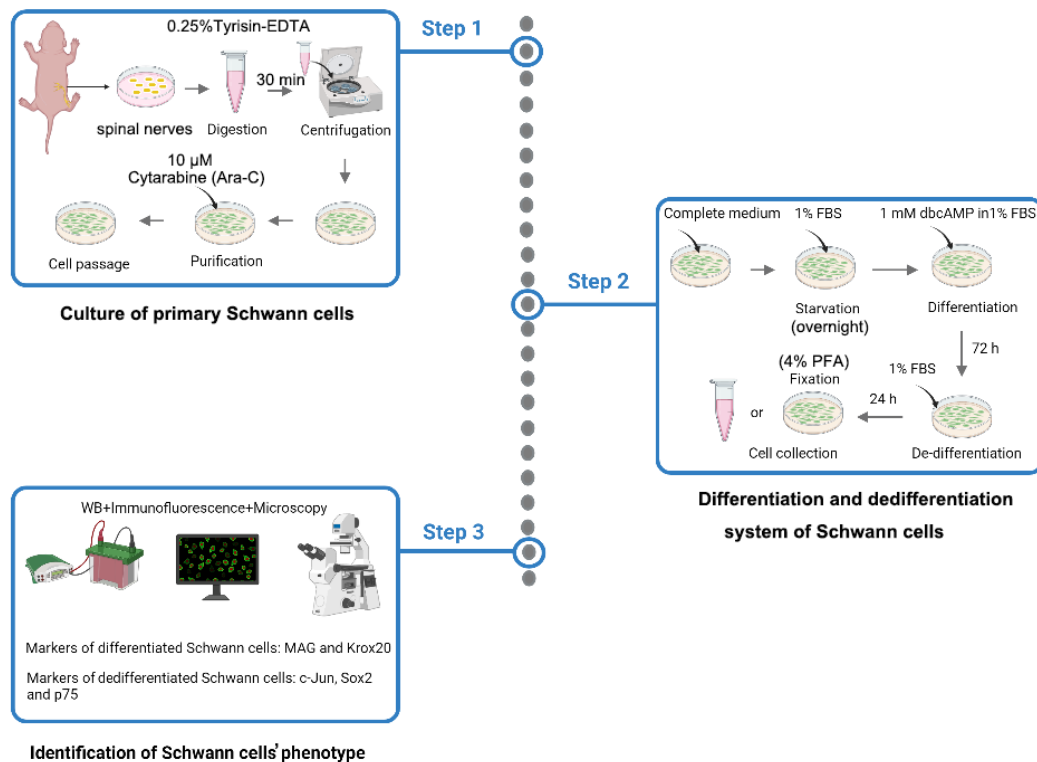 0.25%Tyrisin-EDTA
30 min
spinal nerves
Digestion
Centrifugation
10 µM
Cytarabine (Ara-C)
Cell passage
Purification
Culture of primary Schwann cells
Step 1
Step 2
Complete medium
1% FBS
1 mM dbcAMP in1% FBS
Starvation
(overnight)
Differentiation
72 h
(4% PFA)
Fixation
1% FBS
24 h
or
Cell collection
De-differentiation
Differentiation and dedifferentiation
system of Schwann cells
Step 3
WB+Immunofluorescence+Microscopy
Markers of differentiated Schwann cells: MAG and Krox20
Markers of dedifferentiated Schwann cells: c-Jun, Sox2
and p75
Identification of Schwann cells' phenotype